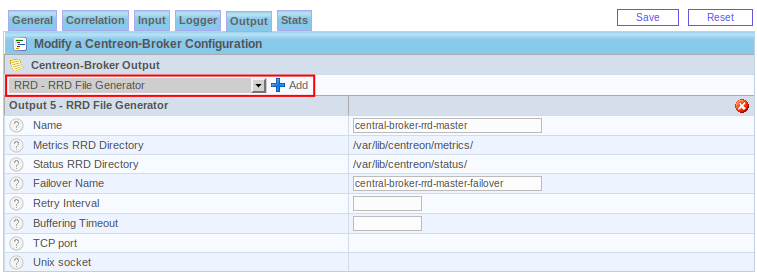 General Correlation Input Logger Output Stats Save Reset
Modify a Centreon-Broker Configuration
Centreon-Broker Output
RRD - RRD File Generator Add
Output 5 - RRD File Generator
? Name central-broker-rrd-master
? Metrics RRD Directory /var/lib/centreon/metrics/
? Status RRD Directory /var/lib/centreon/status/
? Failover Name central-broker-rrd-master-failover
? Retry Interval
? Buffering Timeout
? TCP port
? Unix socket